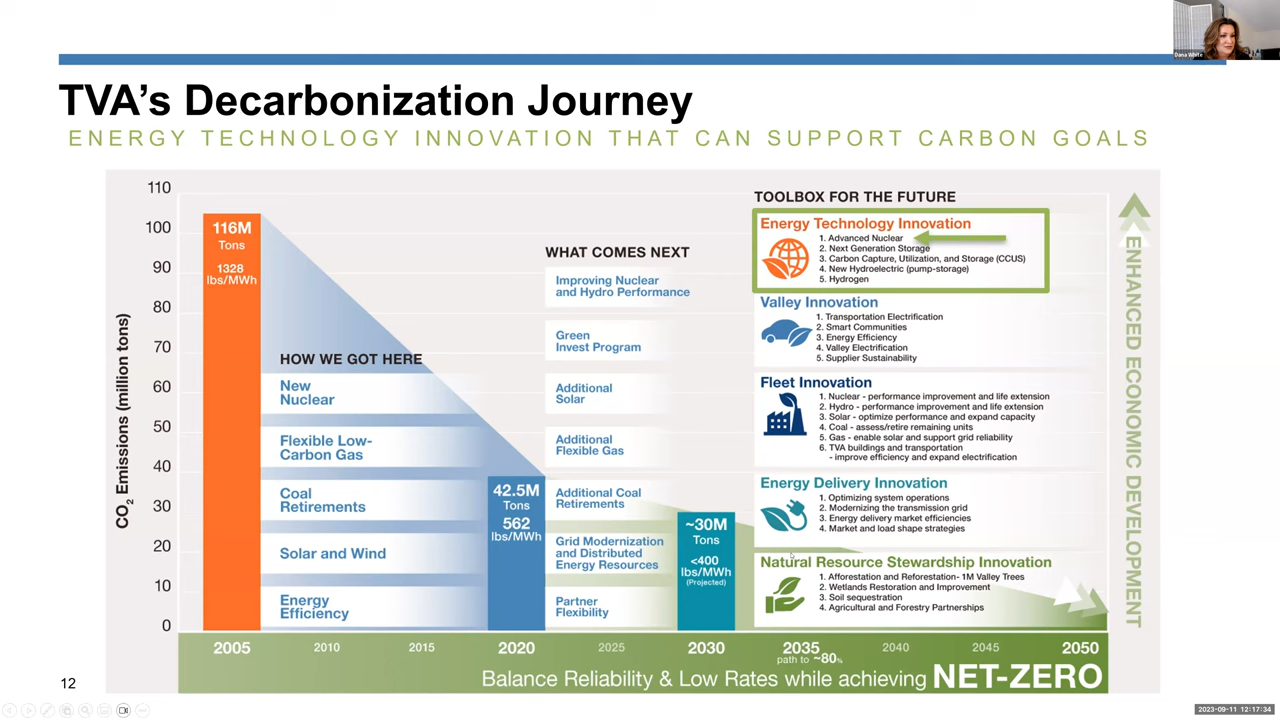 Dana White
TVA's Decarbonization Journey
ENERGY TECHNOLOGY INNOVATION THAT CAN SUPPORT CARBON GOALS
CO2 Emissions (million tons)
110
100
90
80
70
60
50
40
30
20
10
0
116M
Tons
1328
lbs/MWh
HOW WE GOT HERE
New
Nuclear
Flexible Low-
Carbon Gas
Coal
Retirements
Solar and Wind
Energy
Efficiency
42.5M
Tons
562
lbs/MWh
WHAT COMES NEXT
Improving Nuclear
and Hydro Performance
Green
Invest Program
Additional
Solar
Additional
Flexible Gas
Additional Coal
Retirements
Grid Modernization
and Distributed
Energy Resources
Partner
Flexibility
~30M
Tons
<400
lbs/MWh
(Projected)
TOOLBOX FOR THE FUTURE
Energy Technology Innovation
1. Advanced Nuclear
2. Next Generation Storage
3. Carbon Capture, Utilization, and Storage (CCUS)
4. New Hydroelectric (pump-storage)
5. Hydrogen
Valley Innovation
1. Transportation Electrification
2. Smart Communities
3. Energy Efficiency
4. Valley Electrification
5. Supplier Sustainability
Fleet Innovation
1. Nuclear - performance improvement and life extension
2. Hydro - performance improvement and life extension
3. Solar - optimize performance and expand capacity
4. Coal - assess/retire remaining units
5. Gas - enable solar and support grid reliability
6. TVA buildings and transportation
- improve efficiency and expand electrification
Energy Delivery Innovation
1. Optimizing system operations
2. Modernizing the transmission grid
3. Energy delivery market efficiencies
4. Market and load shape strategies
Natural Resource Stewardship Innovation
1. Afforestation and Reforestation- 1M Valley Trees
2. Wetlands Restoration and Improvement
3. Soil sequestration
4. Agricultural and Forestry Partnerships
ENHANCED ECONOMIC DEVELOPMENT
2005
2010
2015
2020
2025
2030
2035
path to ~80%
2040
2045
2050
Balance Reliability & Low Rates while achieving NET-ZERO
12
2023-09-11 12:17:34